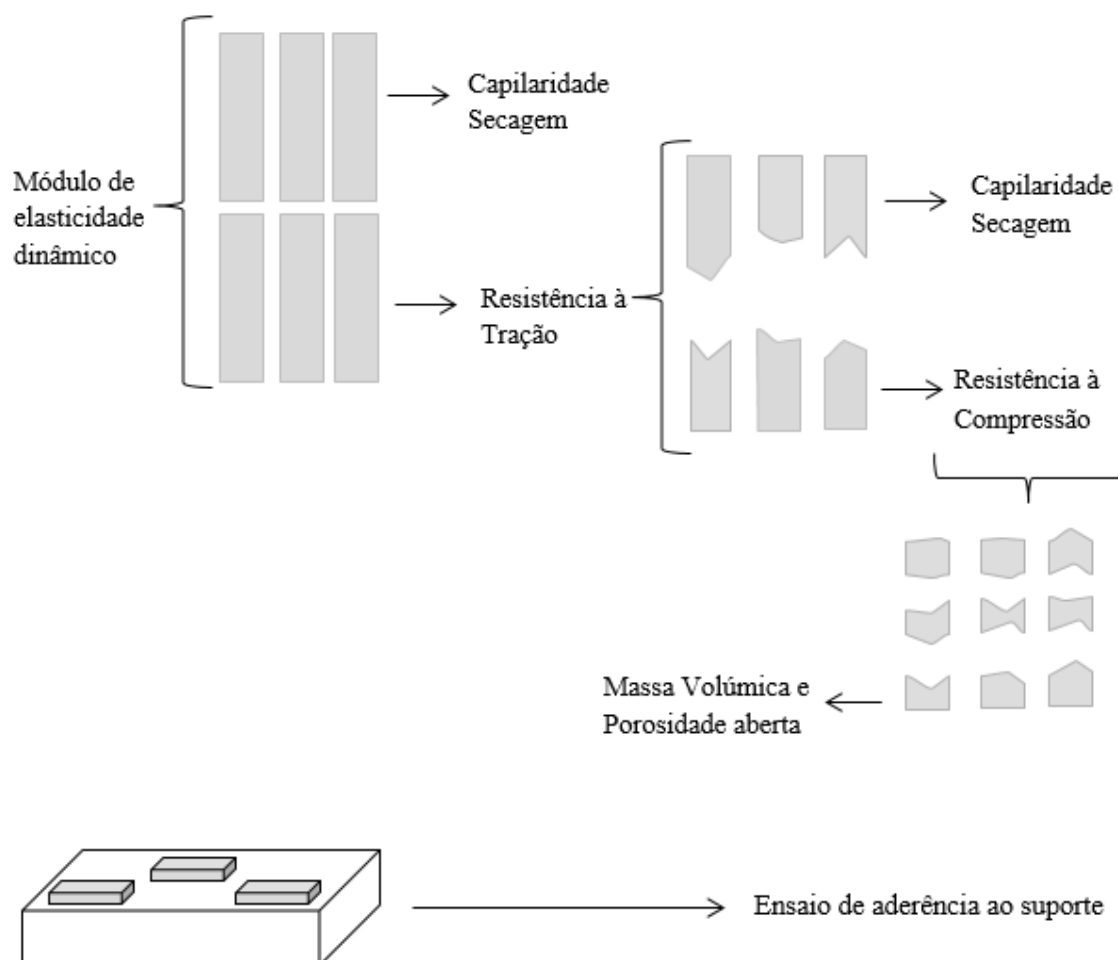 Capilaridade
Secagem
Módulo de
elasticidade
dinâmico
Capilaridade
Secagem
Resistência à
Tração
Resistência à
Compressão
Massa Volúmica e
Porosidade aberta
Ensaio de aderência ao suporte